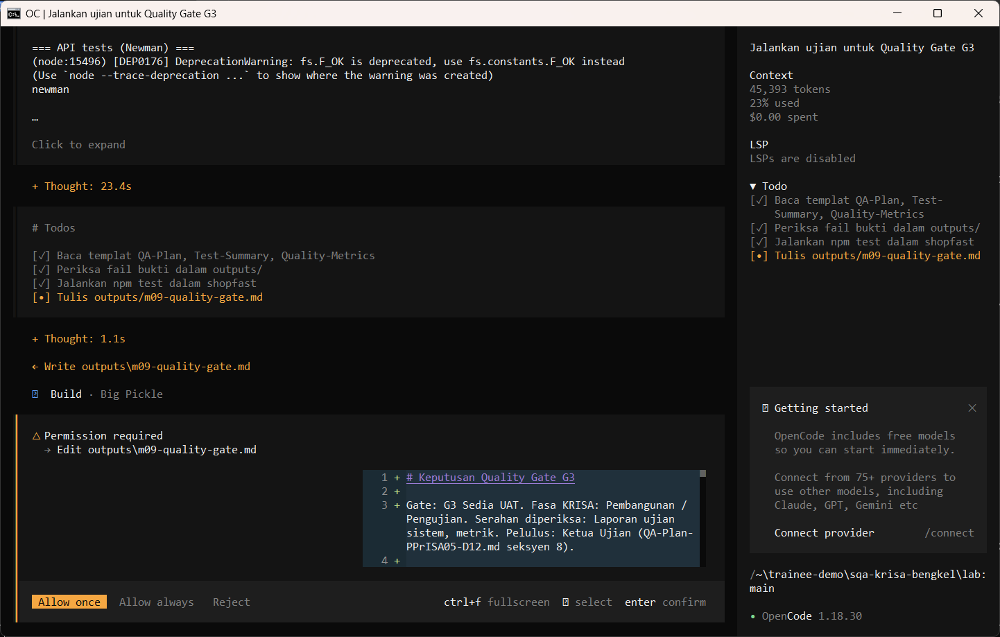 OC | Jalankan ujian untuk Quality Gate G3
=== API tests (Newman) ===
(node:15496) [DEP0176] DeprecationWarning: fs.F_OK is deprecated, use fs.constants.F_OK instead
(Use `node --trace-deprecation ...` to show where the warning was created)
newman
…
Click to expand
+ Thought: 23.4s
# Todos
[✓] Baca templat QA-Plan, Test-Summary, Quality-Metrics
[✓] Periksa fail bukti dalam outputs/
[✓] Jalankan npm test dalam shopfast
[•] Tulis outputs/m09-quality-gate.md
+ Thought: 1.1s
← Write outputs\m09-quality-gate.md
Build · Big Pickle
△ Permission required
→ Edit outputs\m09-quality-gate.md
1 + # Keputusan Quality Gate G3
2 +
3 + Gate: G3 Sedia UAT. Fasa KRISA: Pembangunan /
Pengujian. Serahan diperiksa: Laporan ujian
sistem, metrik. Pelulus: Ketua Ujian (QA-Plan-
PPrISA05-D12.md seksyen 8).
4 +
Allow once Allow always Reject ctrl+f fullscreen select enter confirm
Jalankan ujian untuk Quality Gate G3
Context
45,393 tokens
23% used
$0.00 spent
LSP
LSPs are disabled
▼ Todo
[✓] Baca templat QA-Plan, Test-
Summary, Quality-Metrics
[✓] Periksa fail bukti dalam outputs/
[✓] Jalankan npm test dalam shopfast
[•] Tulis outputs/m09-quality-gate.md
Getting started
OpenCode includes free models
so you can start immediately.
Connect from 75+ providers to
use other models, including
Claude, GPT, Gemini etc
Connect provider /connect
/~\trainee-demo\sqa-krisa-bengkel\lab:
main
• OpenCode 1.18.30